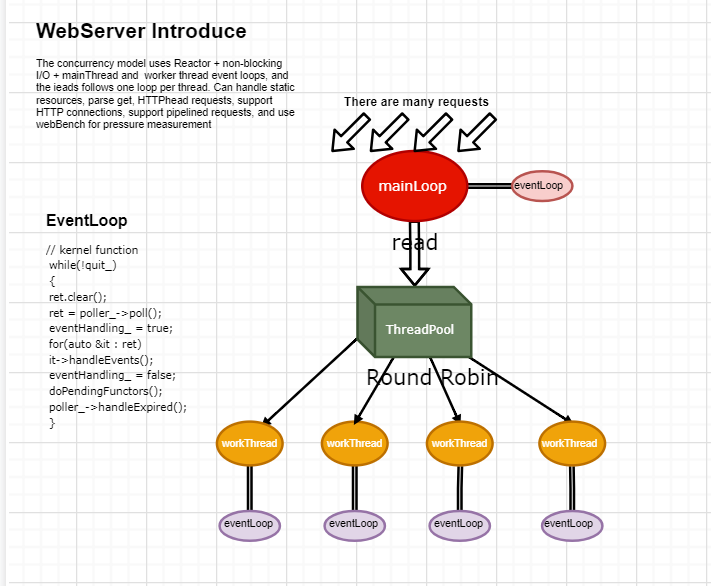 WebServer Introduce
The concurrency model uses Reactor + non-blocking
I/O + mainThread and worker thread event loops, and
the ieads follows one loop per thread. Can handle static
resources, parse get, HTTPhead requests, support
HTTP connections, support pipelined requests, and use
webBench for pressure measurement
There are many requests
mainLoop
eventLoop
read
EventLoop
// kernel function
while(!quit_)
{
ret.clear();
ret = poller_->poll();
eventHandling_ = true;
for(auto &it : ret)
it->handleEvents();
eventHandling_ = false;
doPendingFunctors();
poller_->handleExpired();
}
ThreadPool
Round Robin
workThread
workThread
workThread
workThread
eventLoop
eventLoop
eventLoop
eventLoop